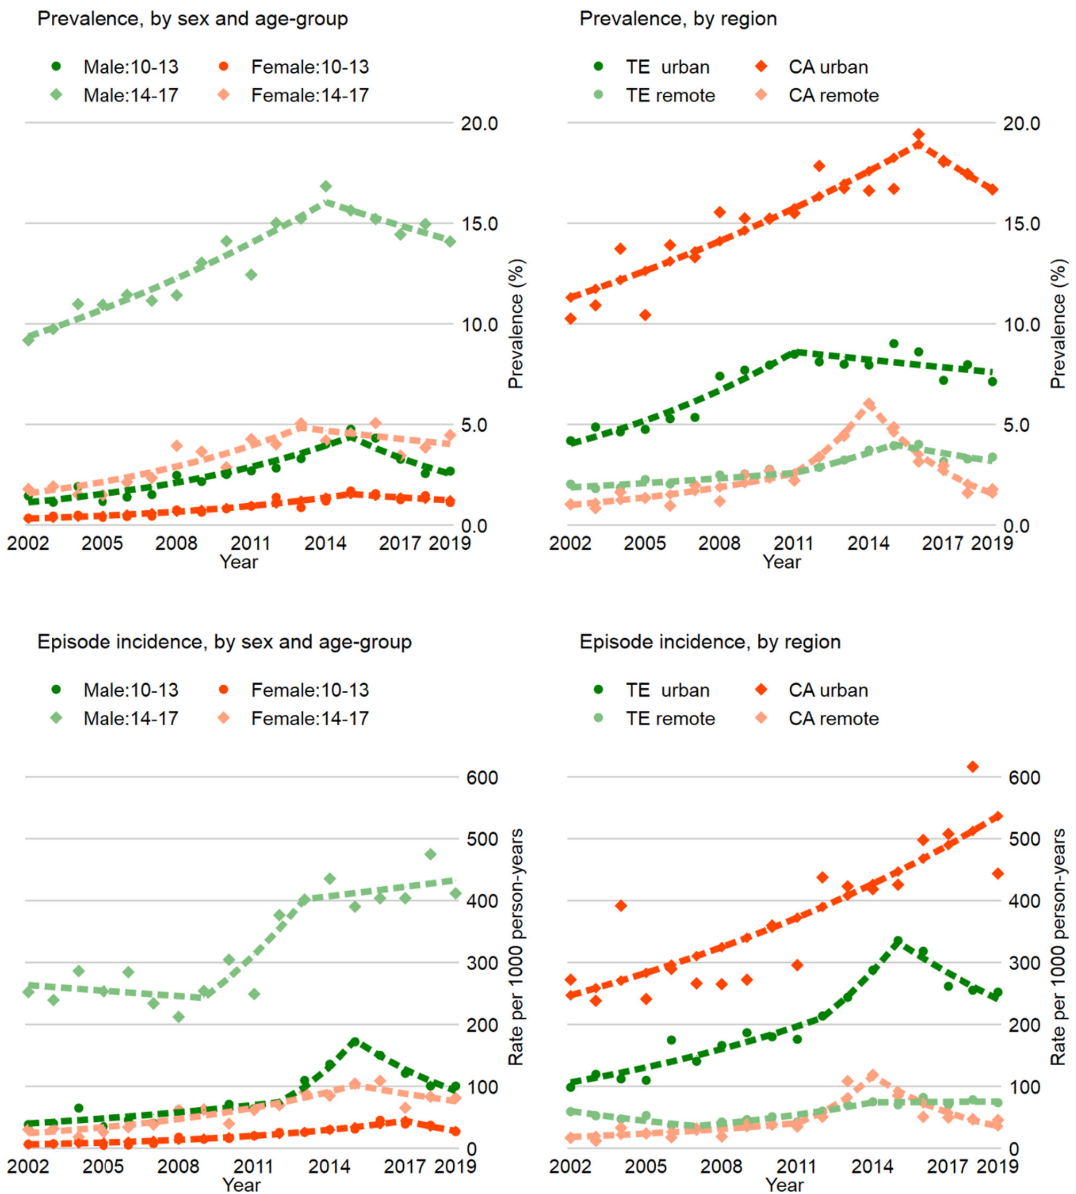 Prevalence, by sex and age-group
Male:10-13 Female:10-13
Male:14-17 Female:14-17
20.0
15.0
10.0
5.0
0.0
Prevalence (%)
2002 2005 2008 2011 2014 2017 2019
Year
Prevalence, by region
TE urban CA urban
TE remote CA remote
20.0
15.0
10.0
5.0
0.0
Prevalence (%)
2002 2005 2008 2011 2014 2017 2019
Year
Episode incidence, by sex and age-group
Male:10-13 Female:10-13
Male:14-17 Female:14-17
600
500
400
300
200
100
0
Rate per 1000 person-years
2002 2005 2008 2011 2014 2017 2019
Year
Episode incidence, by region
TE urban CA urban
TE remote CA remote
600
500
400
300
200
100
0
Rate per 1000 person-years
2002 2005 2008 2011 2014 2017 2019
Year